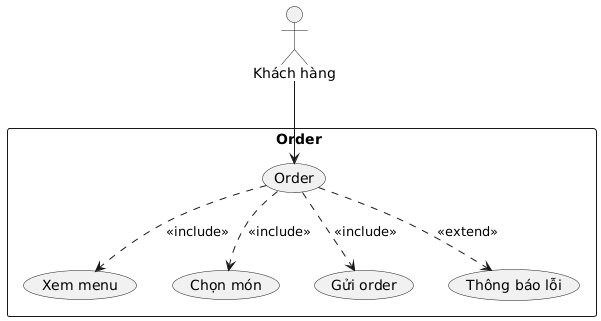 Khách hàng
Order
Order
«include»
«include»
«include»
«extend»
Xem menu
Chọn món
Gửi order
Thông báo lỗi